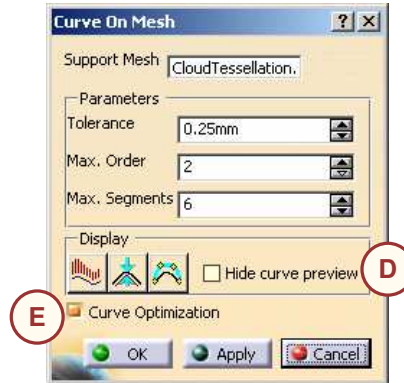 Curve On Mesh ? ×
Support Mesh CloudTessellation.
Parameters
Tolerance 0.25mm
Max. Order 2
Max. Segments 6
Display
Hide curve preview D
E Curve Optimization
OK Apply Cancel